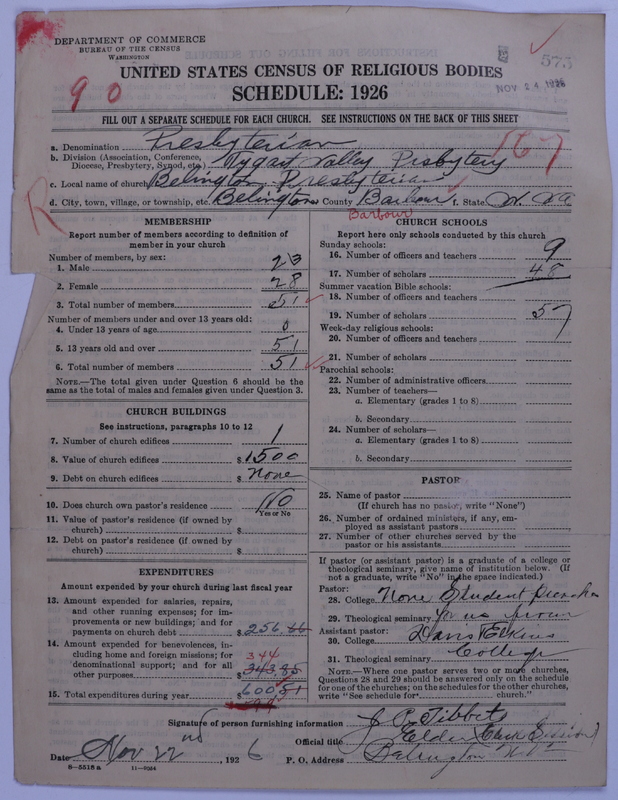 DEPARTMENT OF COMMERCE
BUREAU OF THE CENSUS
WASHINGTON
575
NOV 24 1926
UNITED STATES CENSUS OF RELIGIOUS BODIES
SCHEDULE: 1926
90
FILL OUT A SEPARATE SCHEDULE FOR EACH CHURCH. SEE INSTRUCTIONS ON THE BACK OF THIS SHEET
a. Denomination Presbyterian
b. Division (Association, Conference, Diocese, Presbytery, Synod, etc.) Tygart Valley Presbytery
167
c. Local name of church Belington Presbyterian
d. City, town, village, or township, etc. Belington e. County Barbour f. State W. Va
Barbour
R
MEMBERSHIP
Report number of members according to definition of
member in your church
Number of members, by sex:
1. Male 23
2. Female 28
3. Total number of members 51
Number of members under and over 13 years old:
4. Under 13 years of age 0
5. 13 years old and over 51
6. Total number of members 51
NOTE.—The total given under Question 6 should be the
same as the total of males and females given under Question 3.
CHURCH BUILDINGS
See instructions, paragraphs 10 to 12
7. Number of church edifices 1
8. Value of church edifices $ 1500
9. Debt on church edifices $ None
10. Does church own pastor's residence No
Yes or No
11. Value of pastor's residence (if owned by
church) $
12. Debt on pastor's residence (if owned by
church) $
EXPENDITURES
Amount expended by your church during last fiscal year
13. Amount expended for salaries, repairs,
and other running expenses; for im-
provements or new buildings; and for
payments on church debt $ 256.66
14. Amount expended for benevolences, in-
cluding home and foreign missions; for
denominational support; and for all
344
other purposes 343.85
15. Total expenditures during year $ 600.51
CHURCH SCHOOLS
Report here only schools conducted by this church
Sunday schools:
16. Number of officers and teachers 9
17. Number of scholars 48
Summer vacation Bible schools:
18. Number of officers and teachers
19. Number of scholars 57
Week-day religious schools:
20. Number of officers and teachers
21. Number of scholars
Parochial schools:
22. Number of administrative officers
23. Number of teachers—
a. Elementary (grades 1 to 8)
b. Secondary
24. Number of scholars—
a. Elementary (grades 1 to 8)
b. Secondary
PASTOR
25. Name of pastor
(If church has no pastor, write "None")
26. Number of ordained ministers, if any, em-
ployed as assistant pastors
27. Number of other churches served by the
pastor or his assistants
If pastor (or assistant pastor) is a graduate of a college or
theological seminary, give name of institution below. (If
not a graduate, write "No" in the space indicated.)
Pastor:
28. College None Student
29. Theological seminary
Assistant pastor: Davis Elkins
30. College College
31. Theological seminary
NOTE.—Where one pastor serves two or more churches,
Questions 28 and 29 should be answered only on the schedule
for one of the churches; on the schedules for the other churches,
write "See schedule for church."
Signature of person furnishing information J. P. Tibbets
Official title Elder (Clerk Session)
Date Nov 22nd, 1926 P. O. Address Belington W. Va
8—5518 a 11—9064